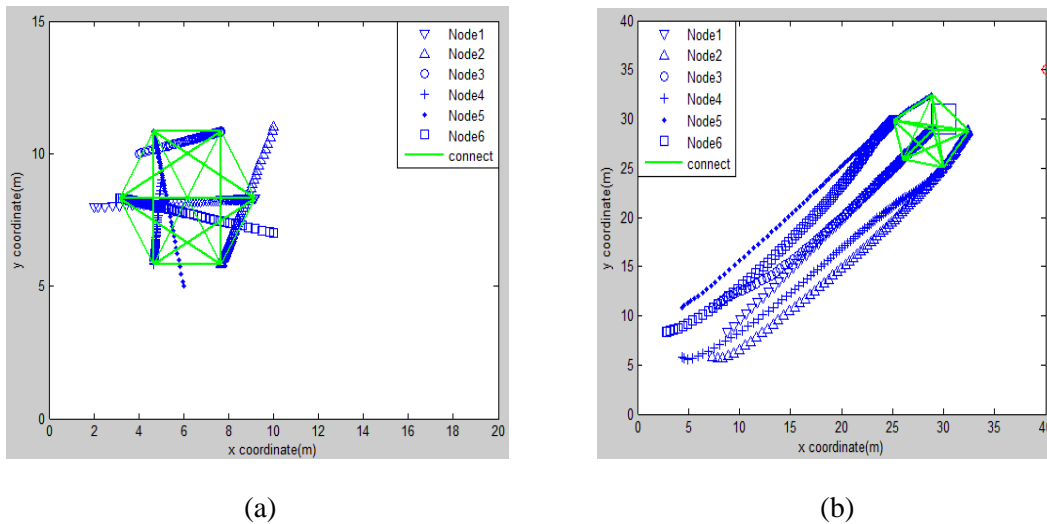 15
10
5
0
0
2
4
6
8
10
12
14
16
18
20
y coordinate(m)
x coordinate(m)
Node1
Node2
Node3
Node4
Node5
Node6
connect
(a)
40
35
30
25
20
15
10
5
0
0
5
10
15
20
25
30
35
40
y coordinate(m)
x coordinate(m)
Node1
Node2
Node3
Node4
Node5
Node6
connect
(b)